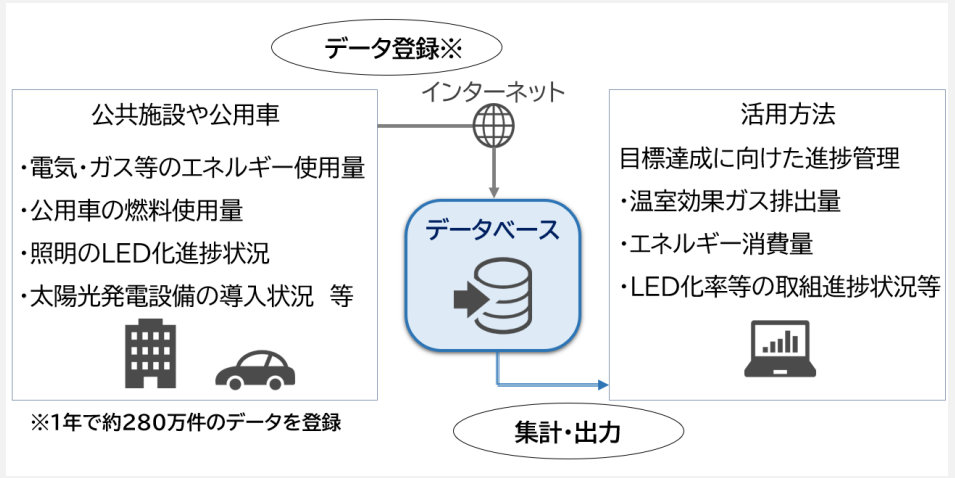 データ登録※
インターネット
公共施設や公用車
・電気・ガス等のエネルギー使用量
・公用車の燃料使用量
・照明のLED化進捗状況
・太陽光発電設備の導入状況 等
※1年で約280万件のデータを登録
データベース
集計・出力
活用方法
目標達成に向けた進捗管理
・温室効果ガス排出量
・エネルギー消費量
・LED化率等の取組進捗状況等